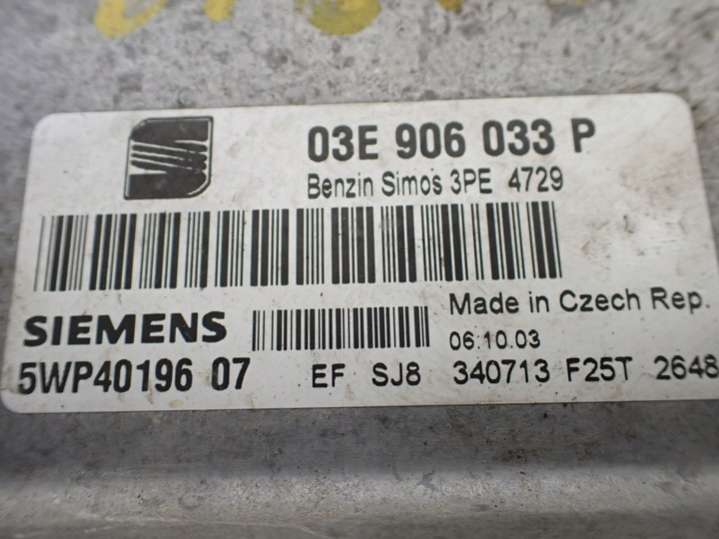 03E 906 033 P
Benzin Simos 3PE 4729
SIEMENS
Made in Czech Rep.
06.10.03
5WP40196 07
EF SJ8 340713 F25T 2648